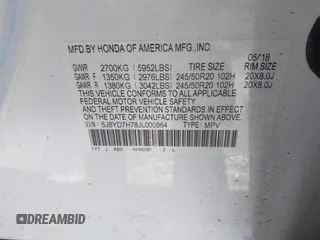 MFD.BY HONDA OF AMERICA MFG.,INC. 05/18
GVWR 2700KG (5952LBS) TIRE SIZE RIM SIZE
GAWR F 1350KG (2976LBS) 245/50R20 102H 20X8.0J
GAWR R 1380KG (3042LBS) 245/50R20 102H 20X8.0J
THIS VEHICLE CONFORMS TO ALL APPLICABLE
FEDERAL MOTOR VEHICLE SAFETY
AND THEFT PREVENTION STANDARDS IN EFFECT ON
THE DATE OF MANUFACTURE SHOWN ABOVE.
V.I.N.: 5J8YD7H78JL000864 TYPE: MPV
DREAMBID